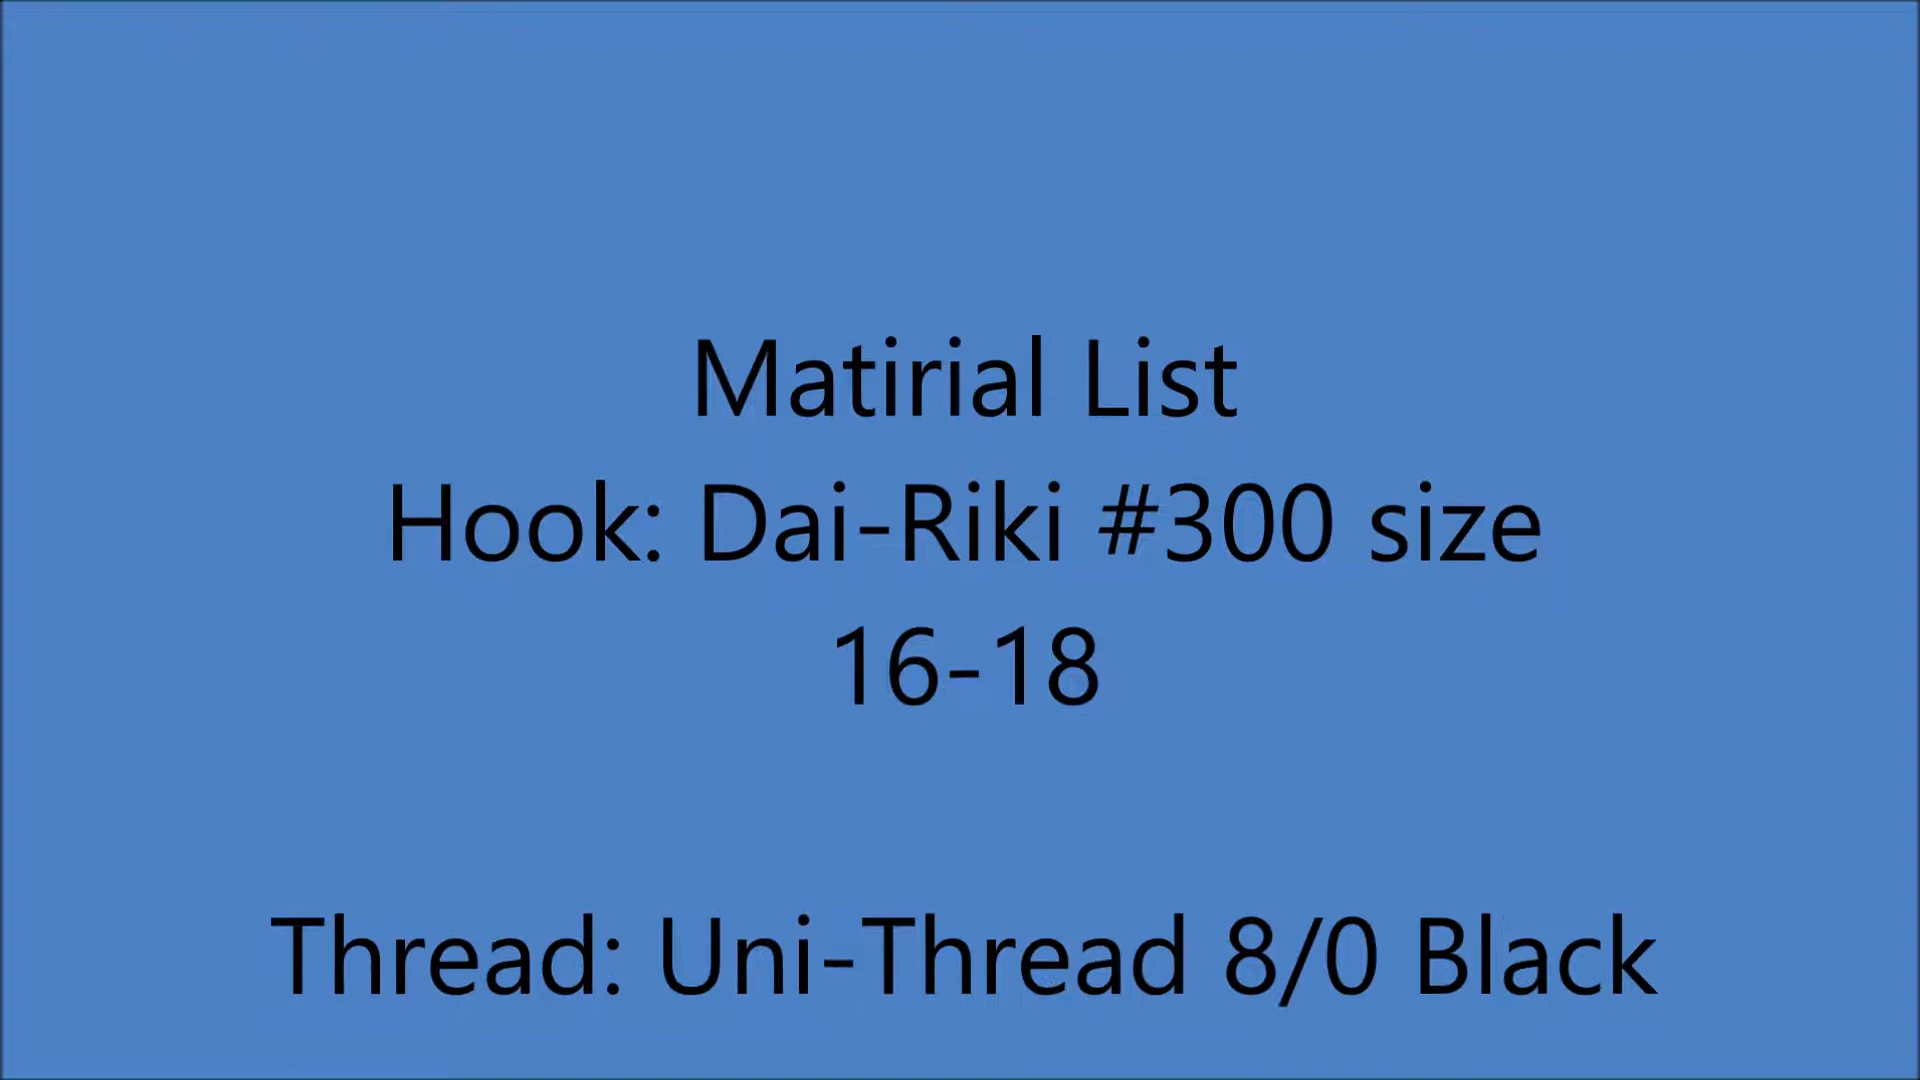 Matirial List
Hook: Dai-Riki #300 size
16-18
Thread: Uni-Thread 8/0 Black